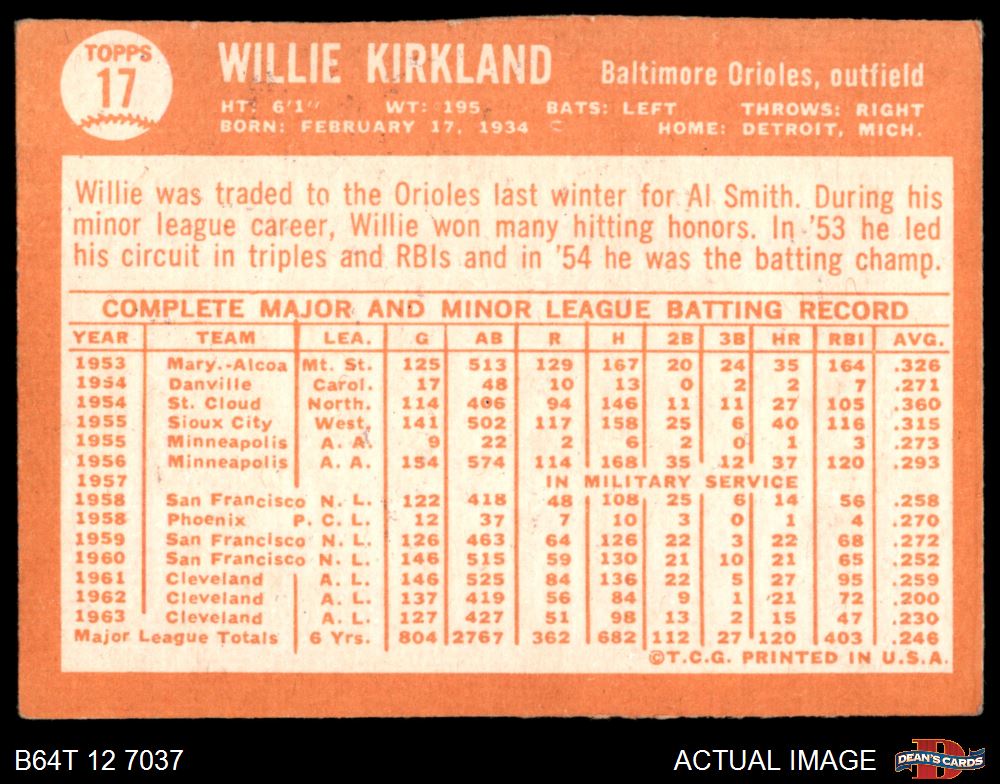 TOPPS
17
WILLIE KIRKLAND Baltimore Orioles, outfield
HT: 6'1" WT: 195 BATS: LEFT THROWS: RIGHT
BORN: FEBRUARY 17, 1934 HOME: DETROIT, MICH.
Willie was traded to the Orioles last winter for Al Smith. During his
minor league career, Willie won many hitting honors. In '53 he led
his circuit in triples and RBIs and in '54 he was the batting champ.
COMPLETE MAJOR AND MINOR LEAGUE BATTING RECORD
YEAR TEAM LEA. G AB R H 2B 3B HR RBI AVG.
1953 Mary.-Alcoa Mt. St. 125 513 129 167 20 24 35 164 .326
1954 Danville Carol. 17 48 10 13 0 2 2 7 .271
1954 St. Cloud North. 114 406 94 146 11 11 27 105 .360
1955 Sioux City West. 141 502 117 158 25 6 40 116 .315
1955 Minneapolis A. A. 9 22 2 6 2 0 1 3 .273
1956 Minneapolis A. A. 154 574 114 168 35 12 37 120 .293
1957 IN MILITARY SERVICE
1958 San Francisco N. L. 122 418 48 108 25 6 14 56 .258
1958 Phoenix P. C. L. 12 37 7 10 3 0 1 4 .270
1959 San Francisco N. L. 126 463 64 126 22 3 22 68 .272
1960 San Francisco N. L. 146 515 59 130 21 10 21 65 .252
1961 Cleveland A. L. 146 525 84 136 22 5 27 95 .259
1962 Cleveland A. L. 137 419 56 84 9 1 21 72 .200
1963 Cleveland A. L. 127 427 51 98 13 2 15 47 .230
Major League Totals 6 Yrs. 804 2767 362 682 112 27 120 403 .246
©T.C.G. PRINTED IN U.S.A.
B64T 12 7037 ACTUAL IMAGE
D
DEAN'S CARDS